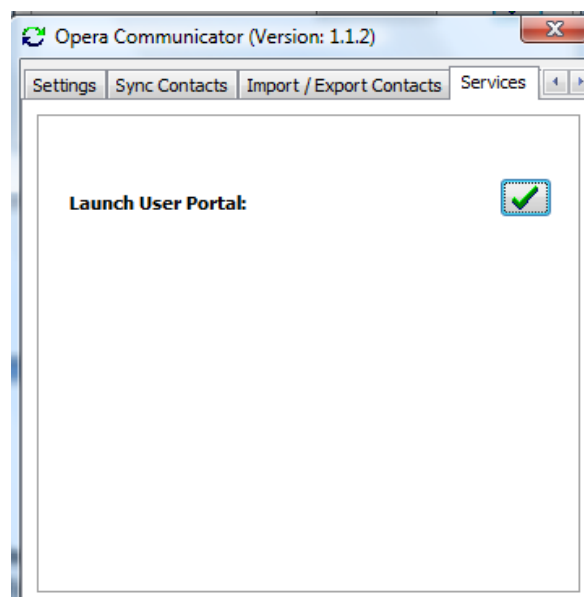 Opera Communicator (Version: 1.1.2)
Settings Sync Contacts Import / Export Contacts Services
Launch User Portal: